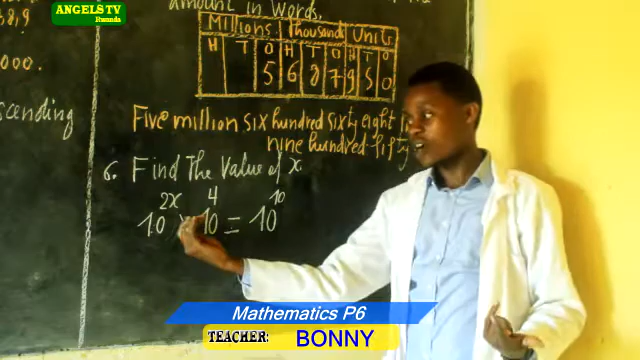 ANGELS TV
Rwanda
8,9
000.
scending
amount in Words.
Millions Thousands Units
H T O H T O H T O
5 6 8 7 9 5 0
Five million six hundred sixty eight
nine hundred fifty
6. Find The Value of x.
10^2x × 10^4 = 10^10
Mathematics P6
TEACHER: BONNY